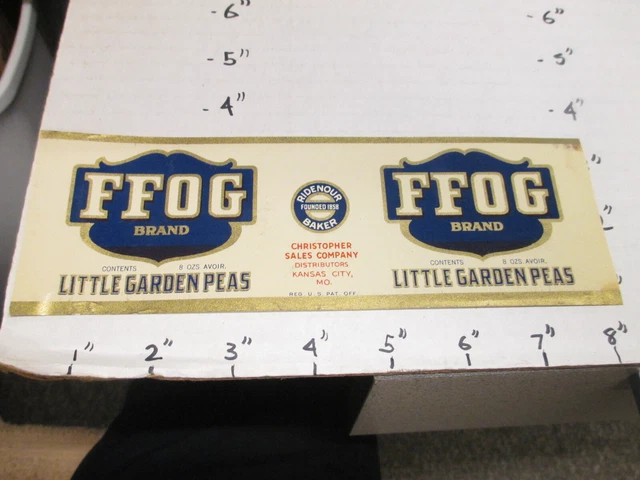 - 6"
- 6"
- 5"
- 5"
- 4"
- 4"
FFOG
BRAND
CONTENTS 8 OZS. AVOIR.
LITTLE GARDEN PEAS
RIDENOUR
FOUNDED 1858
BAKER
CHRISTOPHER
SALES COMPANY
DISTRIBUTORS
KANSAS CITY,
MO.
REG. U.S. PAT. OFF.
FFOG
BRAND
CONTENTS 8 OZS. AVOIR.
LITTLE GARDEN PEAS
1" 2" 3" 4" 5" 6" 7" 8"